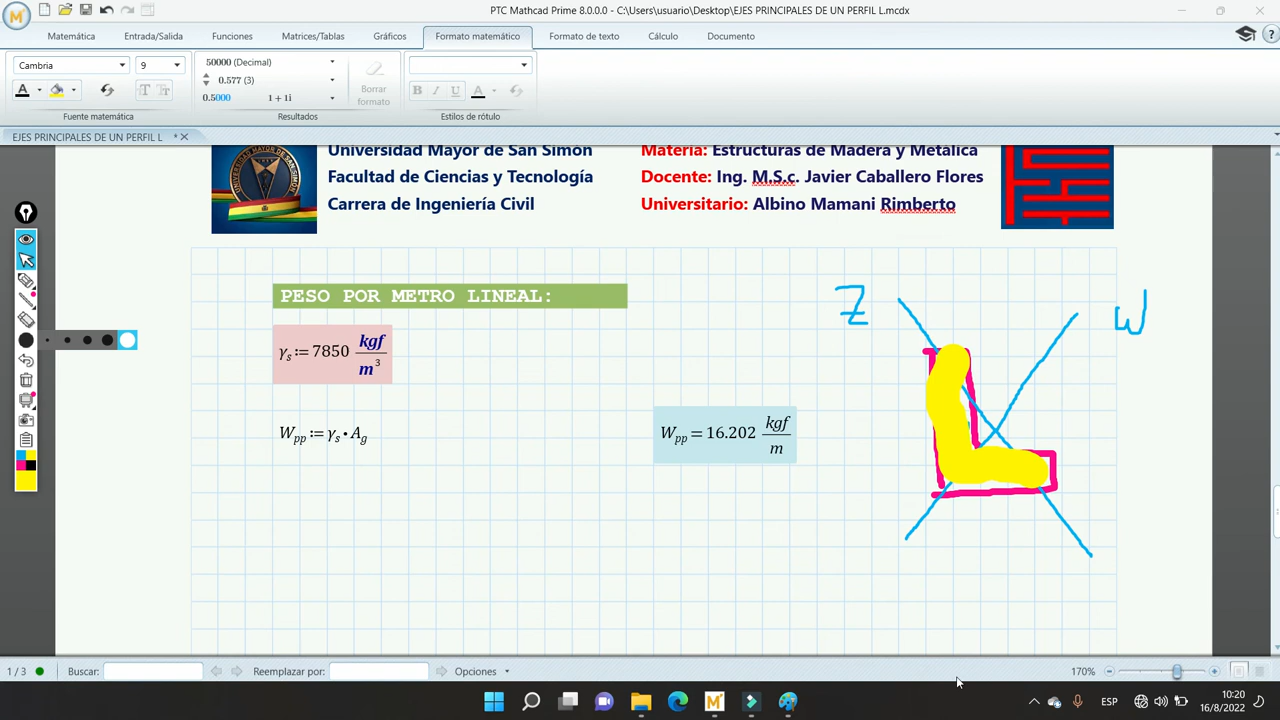 PTC Mathcad Prime 8.0.0.0 - C:\Users\usuario\Desktop\EJES PRINCIPALES DE UN PERFIL L.mcdx
Matemática Entrada/Salida Funciones Matrices/Tablas Gráficos Formato matemático Formato de texto Cálculo Documento
Cambria 9 50000 (Decimal)
0.577 (3)
0.5000 1 + 1i
Borrar formato
B I U A
Fuente matemática Resultados Estilos de rótulo
EJES PRINCIPALES DE UN PERFIL L * ×
Universidad Mayor de San Simón Materia: Estructuras de Madera y Metálica
Facultad de Ciencias y Tecnología Docente: Ing. M.S.c. Javier Caballero Flores
Carrera de Ingeniería Civil Universitario: Albino Mamani Rimberto
PESO POR METRO LINEAL:
Z W
γs:=7850 kgf/m³
Wpp:=γs•Ag Wpp=16.202 kgf/m
1 / 3 Buscar: Reemplazar por: Opciones 170%
ESP 10:20
16/8/2022